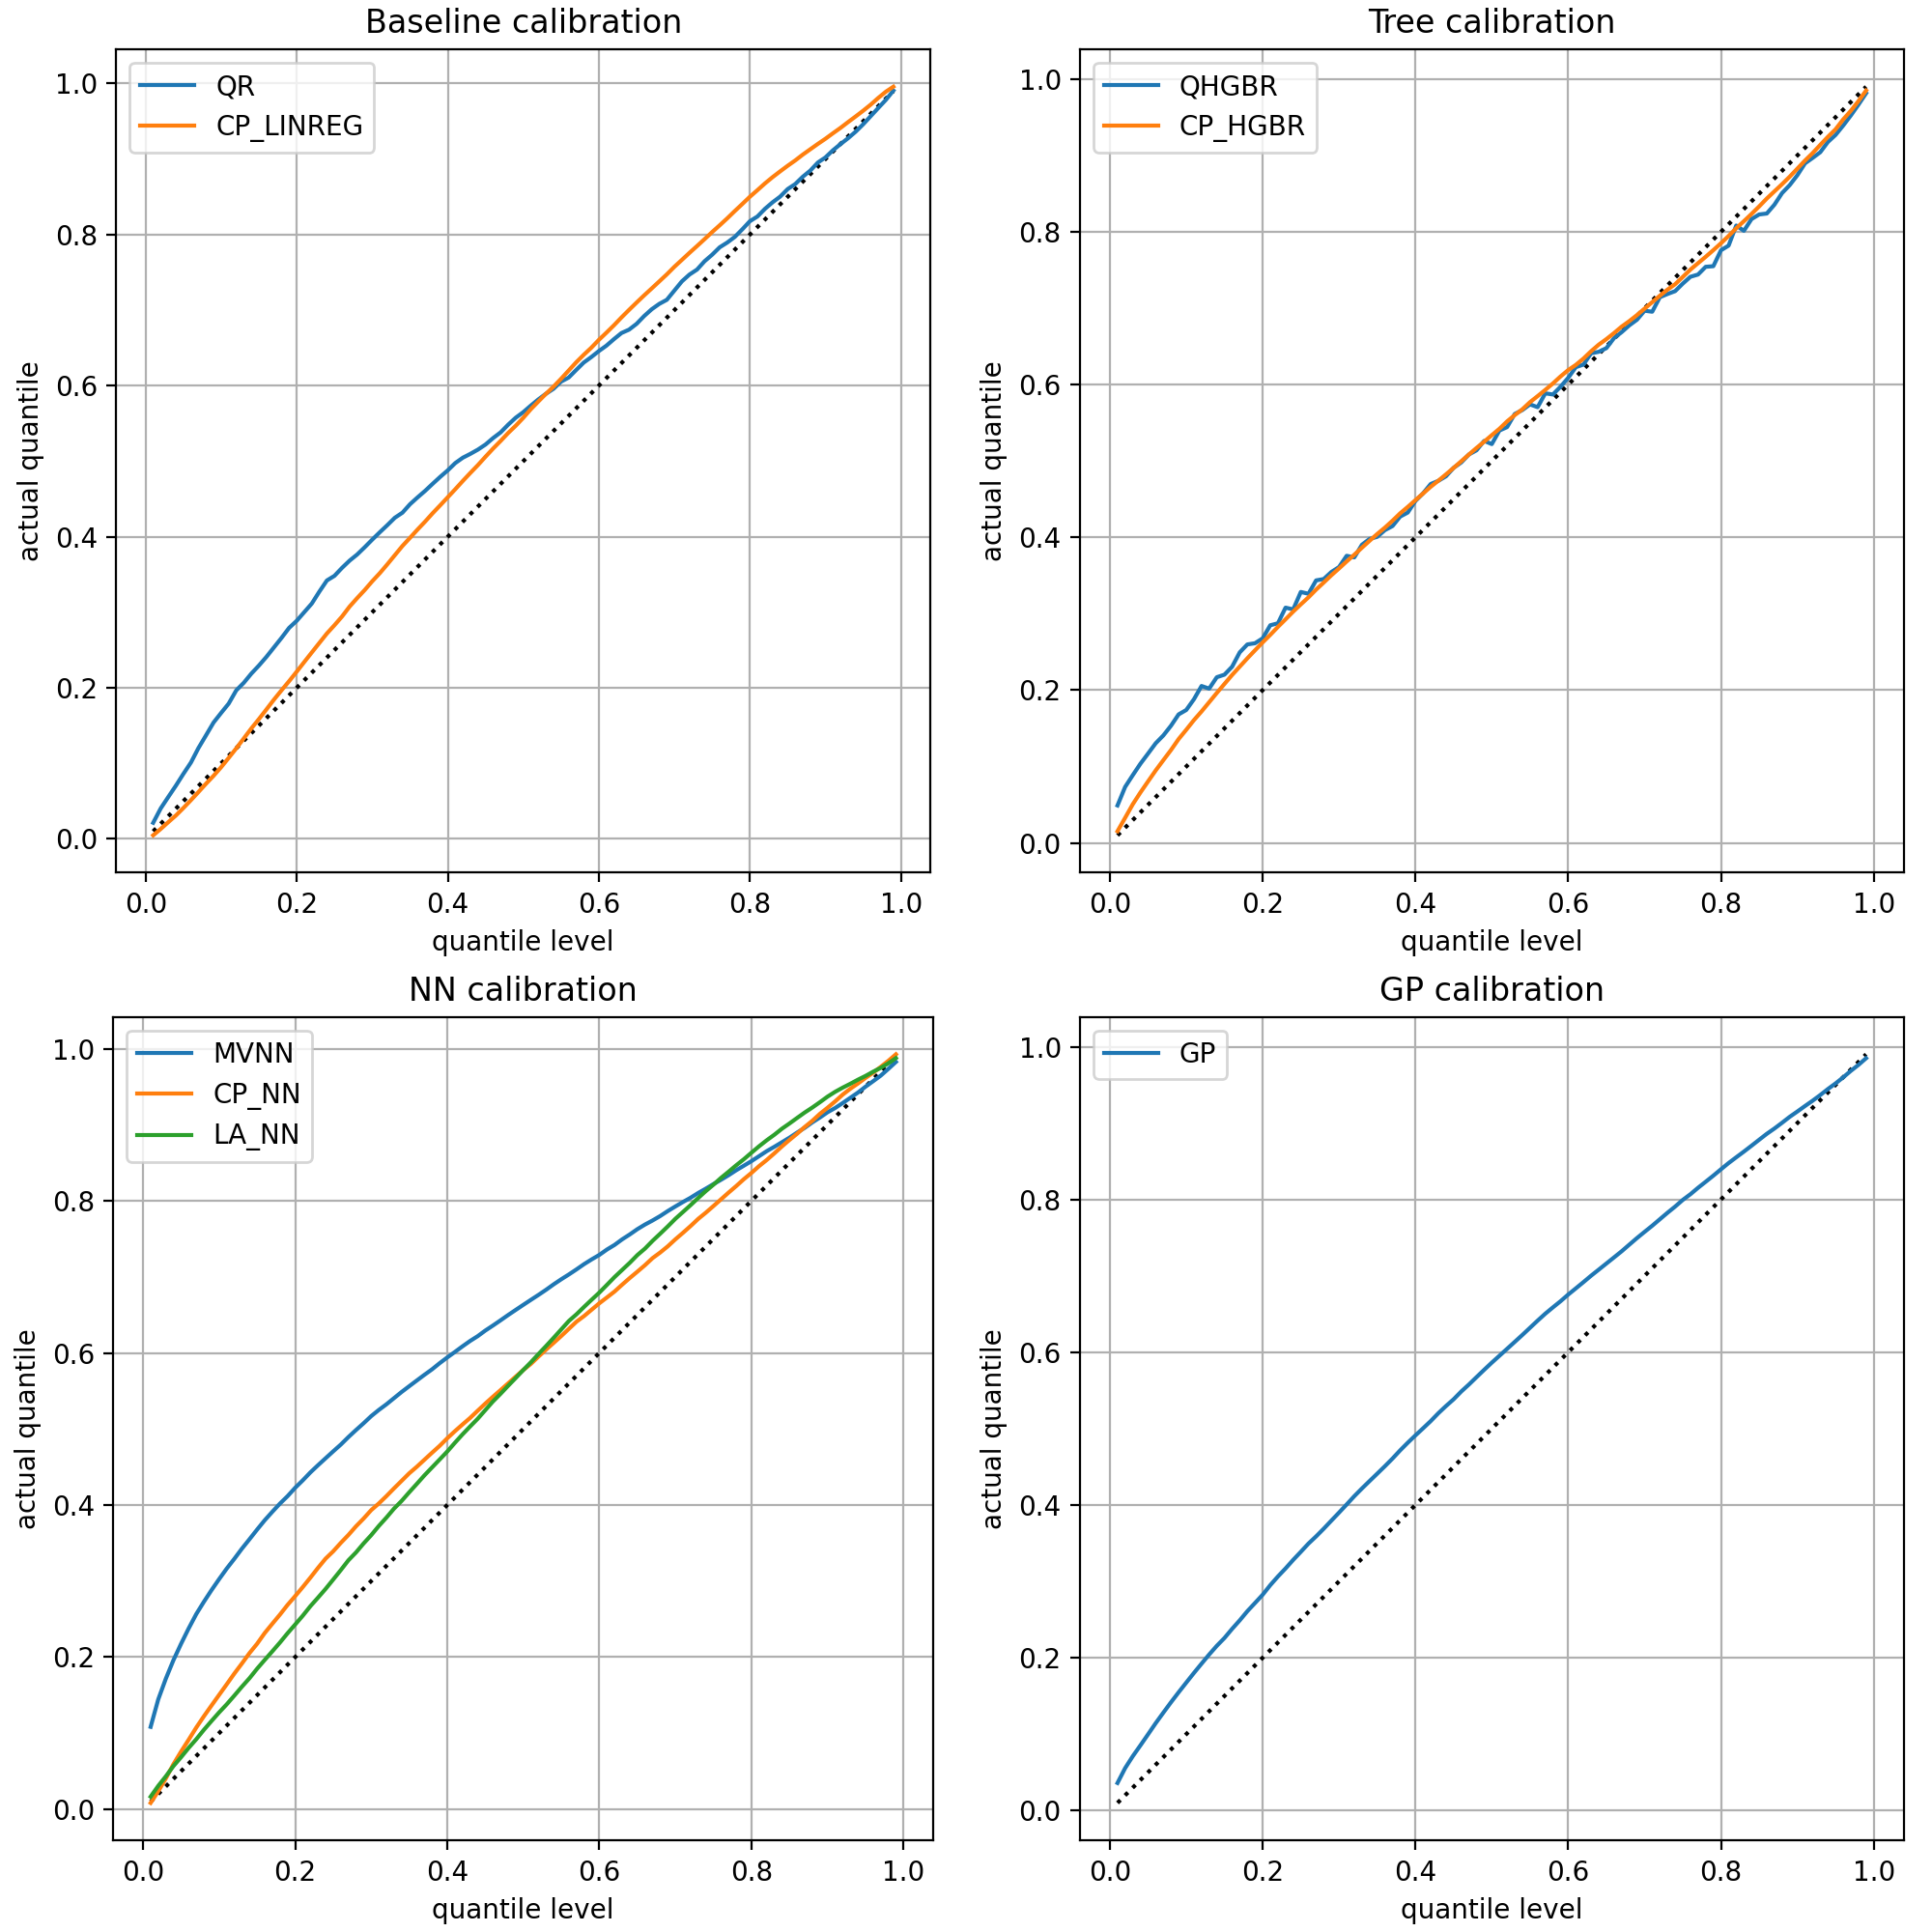 Baseline calibration
QR
CP_LINREG
1.0
0.8
0.6
0.4
0.2
0.0
actual quantile
0.0 0.2 0.4 0.6 0.8 1.0
quantile level
Tree calibration
QHGBR
CP_HGBR
1.0
0.8
0.6
0.4
0.2
0.0
actual quantile
0.0 0.2 0.4 0.6 0.8 1.0
quantile level
NN calibration
MVNN
CP_NN
LA_NN
1.0
0.8
0.6
0.4
0.2
0.0
actual quantile
0.0 0.2 0.4 0.6 0.8 1.0
quantile level
GP calibration
GP
1.0
0.8
0.6
0.4
0.2
0.0
actual quantile
0.0 0.2 0.4 0.6 0.8 1.0
quantile level